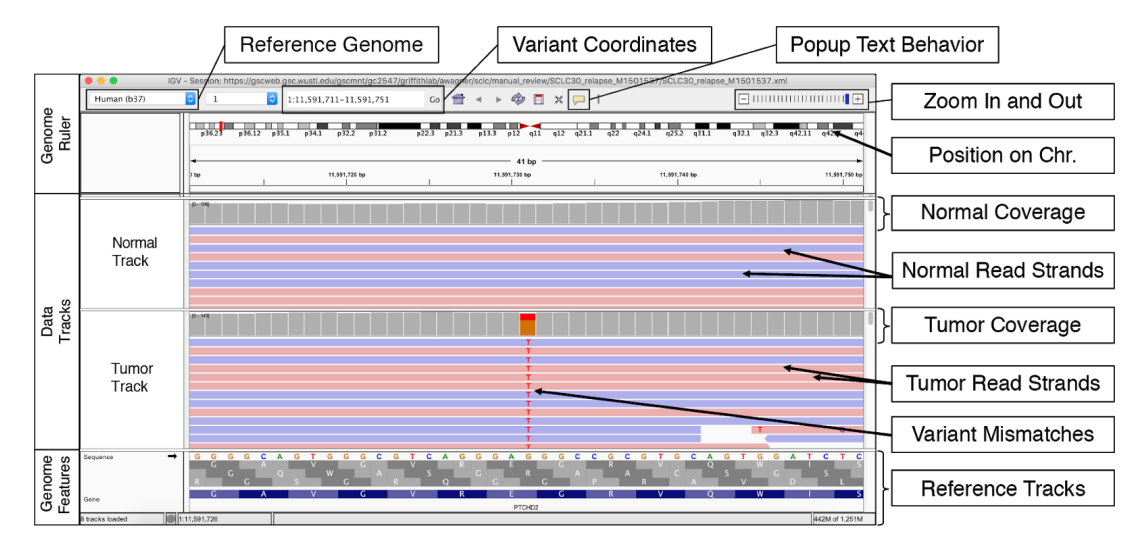 Reference Genome
Variant Coordinates
Popup Text Behavior
IGV - Session: https://gscweb.gsc.wustl.edu/gscmnt/gc2547/griffithlab/awagner/sclc/manual_review/SCLC30_relapse_M1501537/SCLC30_relapse_M1501537.xml
Human (b37)
1
1:11,591,711-11,591,751
Go
Zoom In and Out
Genome
Ruler
p36.23 p36.12 p35.1 p34.1 p32.2 p31.2 p22.3 p21.3 p13.3 p12 q11 q12 q21.1 q23.1 q24.1 q25.2 q31.1 q32.1 q32.3 q42.11 q42 q4
Position on Chr.
41 bp
bp 11,591,720 bp 11,591,730 bp 11,591,740 bp 11,591,750 bp
Normal Coverage
Normal
Track
Normal Read Strands
Data
Tracks
Tumor Coverage
T
T
T
T
T
T
T
T
T
T
T
T
T
Tumor
Track
Tumor Read Strands
Variant Mismatches
Genome
Features
Sequence
G G G G C A G T G G G C G T C A G G G A G G G C C G C G T G C A G T G G A T C T C
G A V G V R E G R V Q W I S
G Q W A S G R A A C S G D L
R G S G R Q G G P R A V D S
Gene
G A V G V R E G R V Q W I S
PTCHD2
Reference Tracks
8 tracks loaded
1:11,591,726
442M of 1,251M